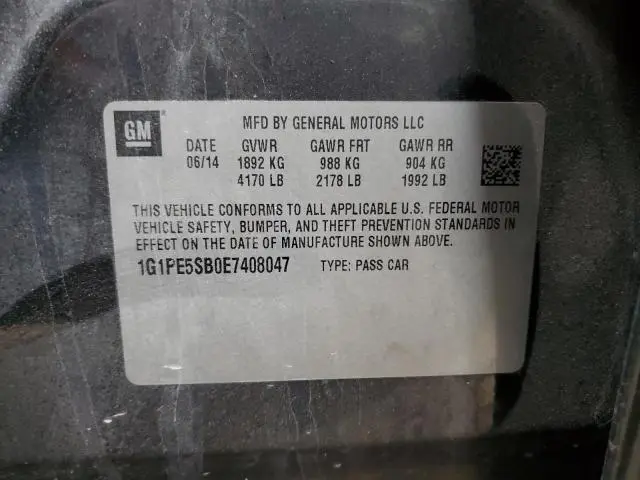 GM
MFD BY GENERAL MOTORS LLC
DATE GVWR GAWR FRT GAWR RR
06/14 1892 KG 988 KG 904 KG
4170 LB 2178 LB 1992 LB
THIS VEHICLE CONFORMS TO ALL APPLICABLE U.S. FEDERAL MOTOR
VEHICLE SAFETY, BUMPER, AND THEFT PREVENTION STANDARDS IN
EFFECT ON THE DATE OF MANUFACTURE SHOWN ABOVE.
1G1PE5SB0E7408047 TYPE: PASS CAR